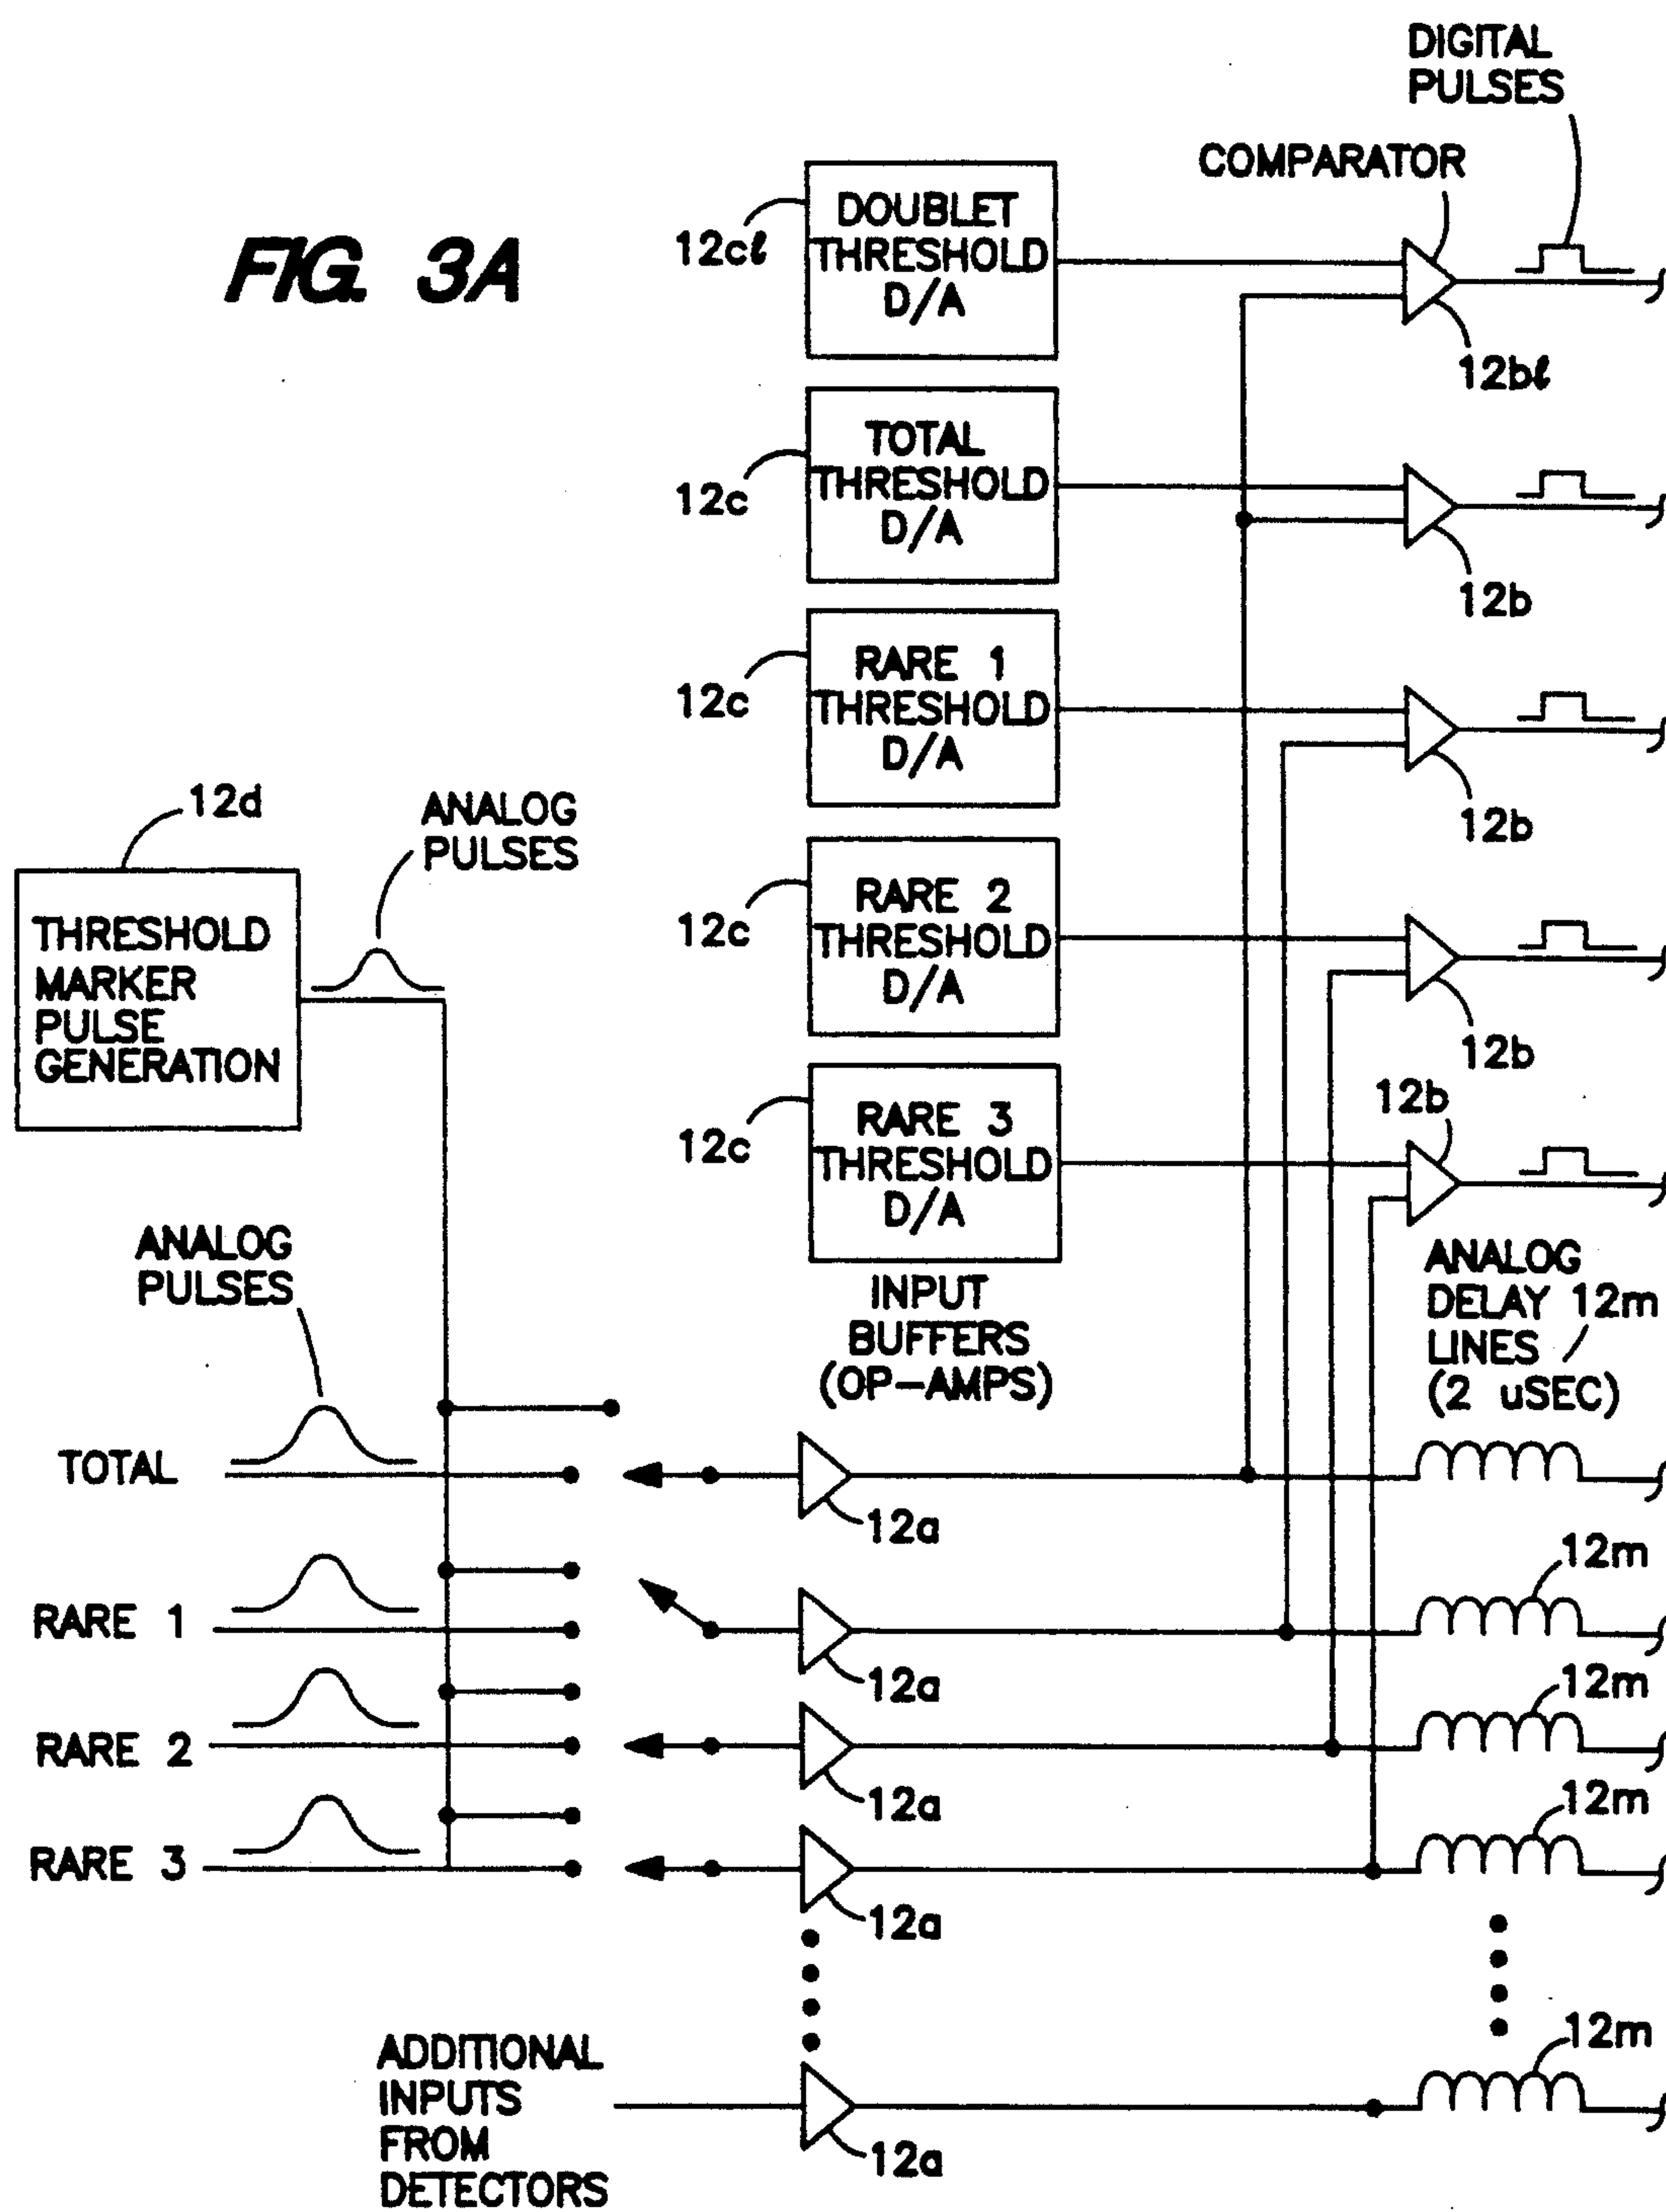 FIG. 3A
DIGITAL
PULSES
COMPARATOR
DOUBLET
THRESHOLD
D/A
12cℓ
12bℓ
TOTAL
THRESHOLD
D/A
12c
12b
RARE 1
THRESHOLD
D/A
12c
12b
12d
ANALOG
PULSES
THRESHOLD
MARKER
PULSE
GENERATION
RARE 2
THRESHOLD
D/A
12c
12b
RARE 3
THRESHOLD
D/A
12c
12b
ANALOG
PULSES
INPUT
BUFFERS
(OP-AMPS)
ANALOG
DELAY 12m
LINES
(2 uSEC)
TOTAL
12a
RARE 1
12a
12m
RARE 2
12a
12m
RARE 3
12a
12m
ADDITIONAL
INPUTS
FROM
DETECTORS
12a
12m